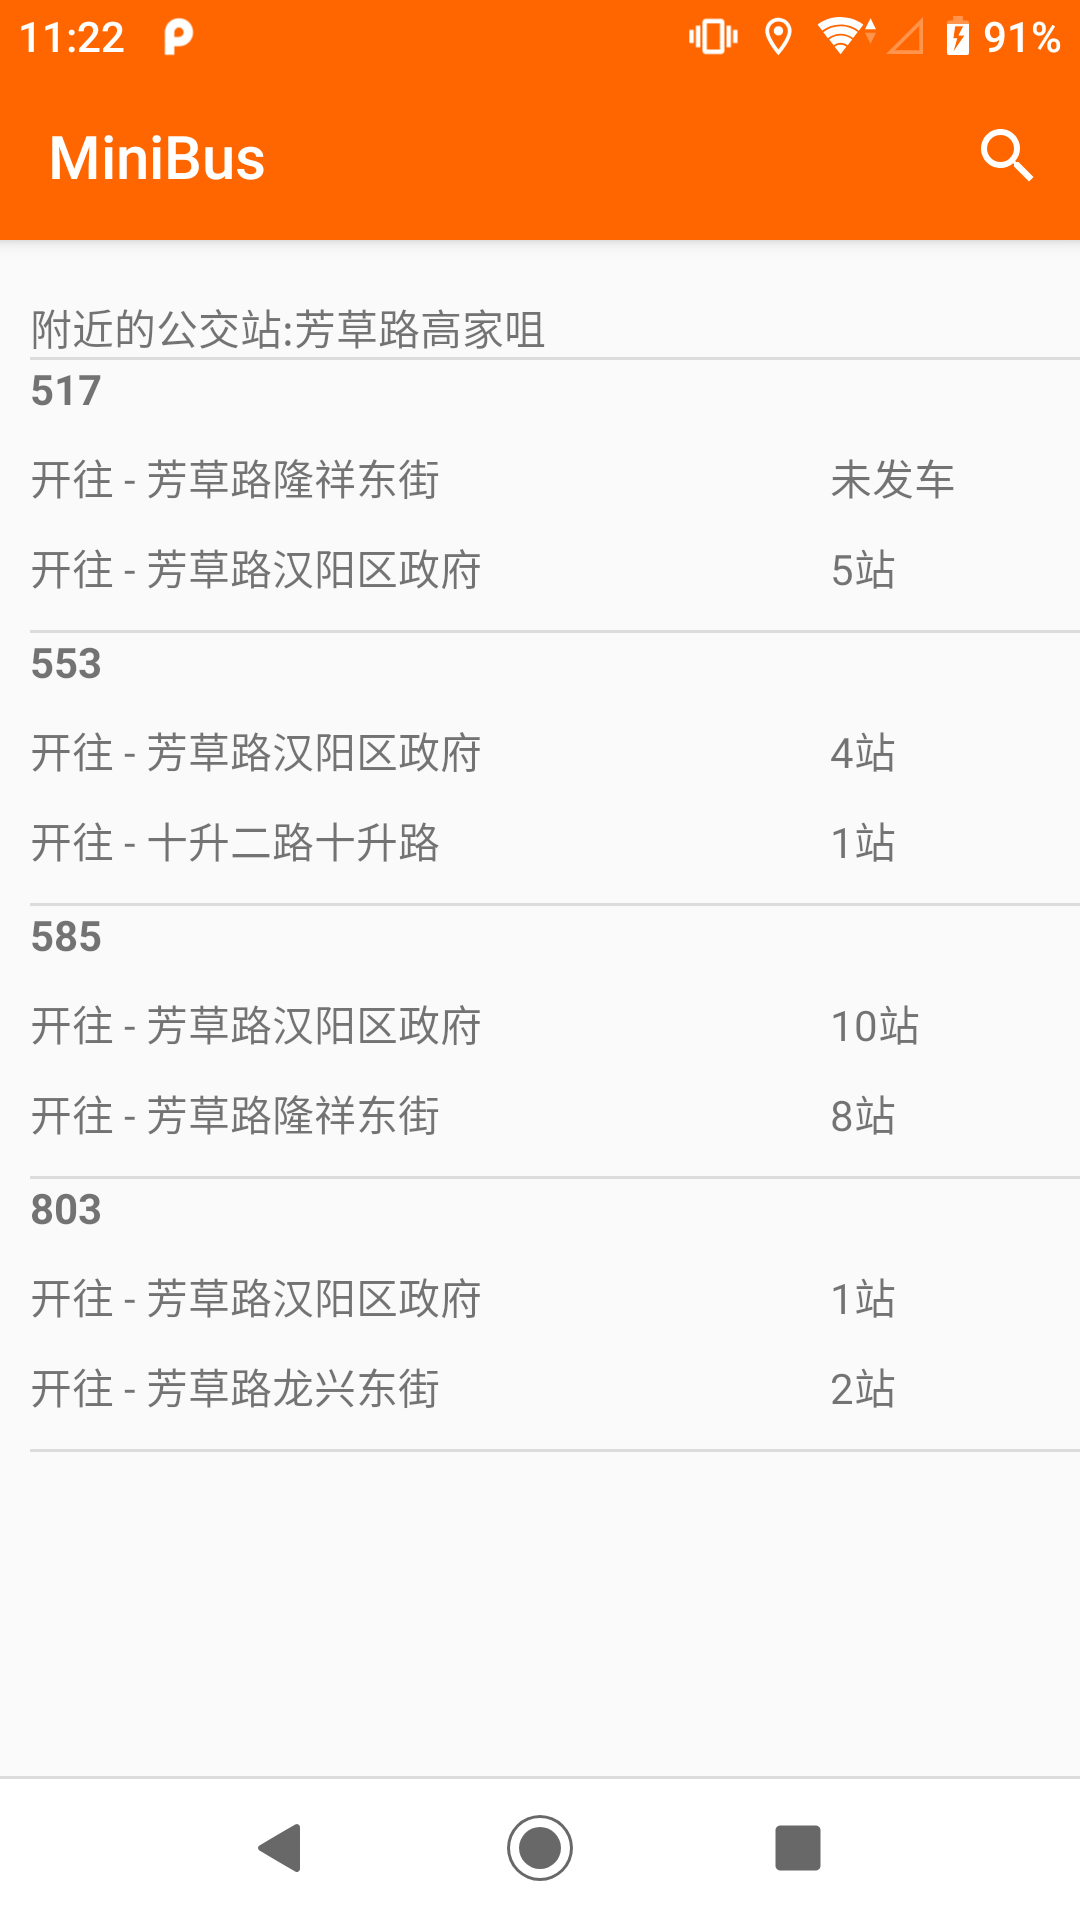 11:22 91%
MiniBus
附近的公交站:芳草路高家咀
517
开往 - 芳草路隆祥东街 未发车
开往 - 芳草路汉阳区政府 5站
553
开往 - 芳草路汉阳区政府 4站
开往 - 十升二路十升路 1站
585
开往 - 芳草路汉阳区政府 10站
开往 - 芳草路隆祥东街 8站
803
开往 - 芳草路汉阳区政府 1站
开往 - 芳草路龙兴东街 2站